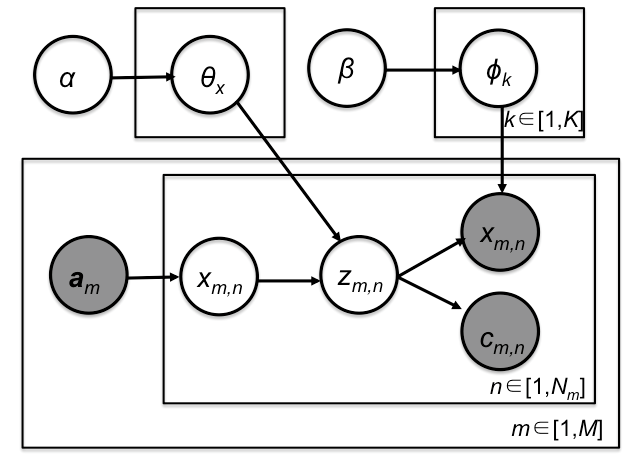 α
θx
β
ϕk
k∈[1,K]
am
xm,n
zm,n
xm,n
cm,n
n∈[1,Nm]
m∈[1,M]